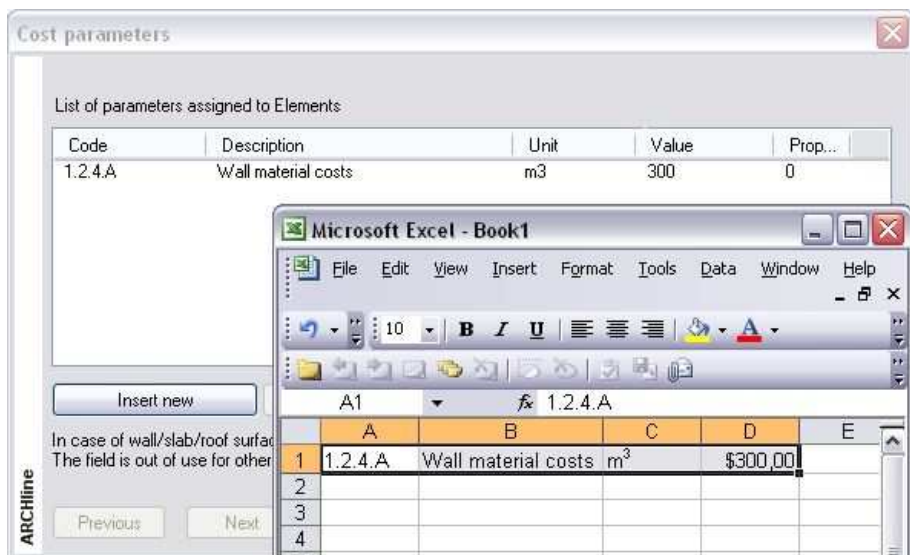 Cost parameters
List of parameters assigned to Elements
Code Description Unit Value Prop...
1.2.4.A Wall material costs m3 300 0
Microsoft Excel - Book1
File Edit View Insert Format Tools Data Window Help
10 B I U A
Insert new
A1 fx 1.2.4.A
In case of wall/slab/roof surfac
The field is out of use for other
A B C D E
1 1.2.4.A Wall material costs m³ $300,00
2
3
4
Previous Next
ARCHline